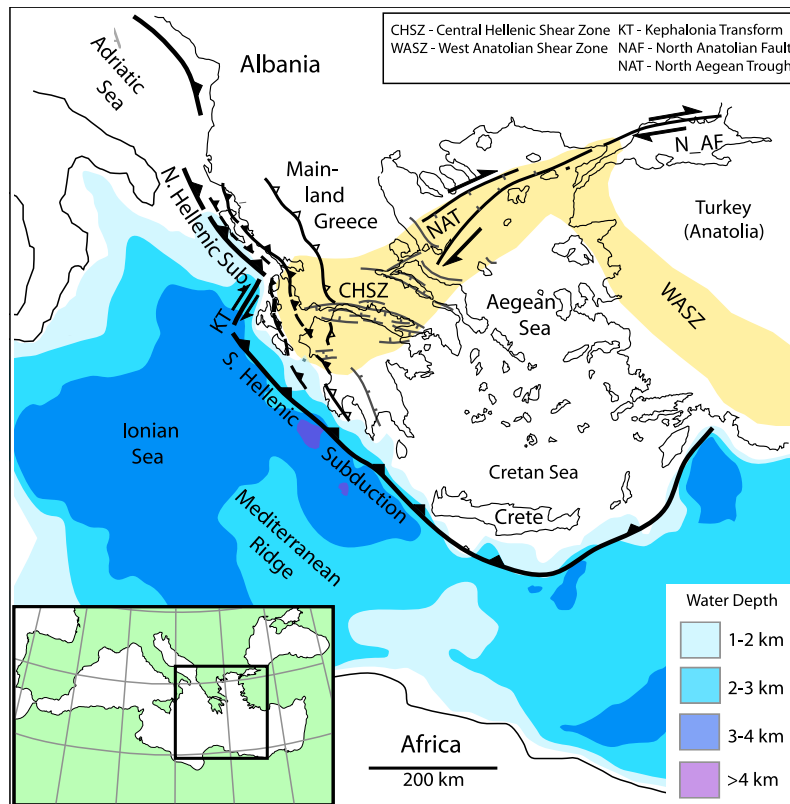 CHSZ - Central Hellenic Shear Zone
WASZ - West Anatolian Shear Zone
KT - Kephalonia Transform
NAF - North Anatolian Fault
NAT - North Aegean Trough
Adriatic
Sea
Albania
N_AF
Main-
land
Greece
N. Hellenic Sub.
NAT
Turkey
(Anatolia)
CHSZ
Aegean
Sea
WASZ
KT
S. Hellenic
Subduction
Ionian
Sea
Cretan Sea
Mediterranean
Ridge
Crete
Water Depth
1-2 km
2-3 km
3-4 km
>4 km
Africa
200 km